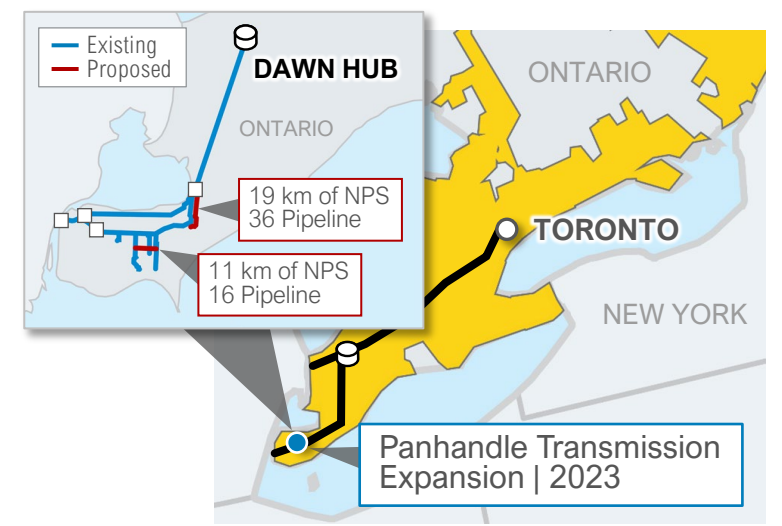 Existing
Proposed
DAWN HUB
ONTARIO
19 km of NPS
36 Pipeline
11 km of NPS
16 Pipeline
ONTARIO
TORONTO
NEW YORK
Panhandle Transmission
Expansion | 2023